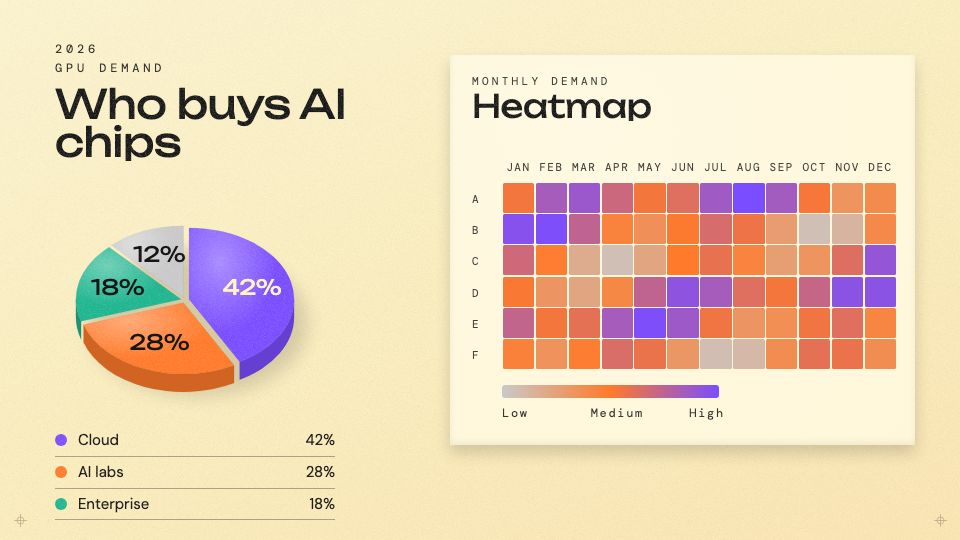 2026
GPU DEMAND
Who buys AI
chips
12%
42%
18%
28%
Cloud 42%
AI labs 28%
Enterprise 18%
MONTHLY DEMAND
Heatmap
JAN FEB MAR APR MAY JUN JUL AUG SEP OCT NOV DEC
A
B
C
D
E
F
Low Medium High